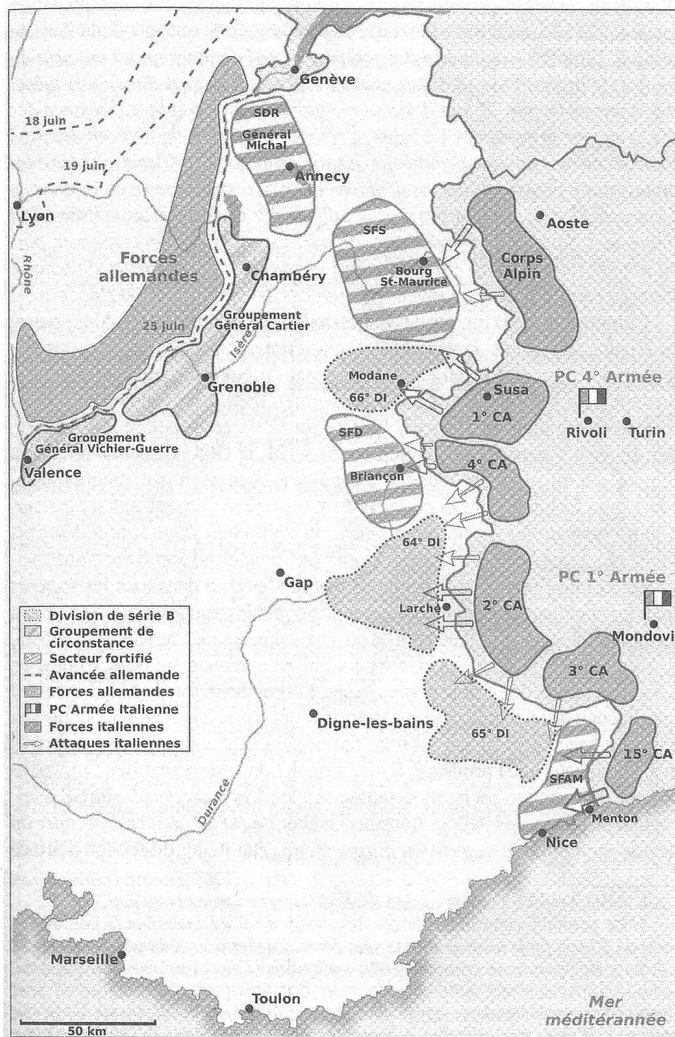 Genève
18 juin
SDR
Général
Michal
19 juin
Annecy
Lyon
Rhône
Aoste
SFS
Forces
allemandes
Chambéry
Bourg
St-Maurice
Corps
Alpin
25 juin
Groupement
Général Cartier
Isère
Modane
66° DI
Susa
PC 4° Armée
Grenoble
1° CA
Rivoli
Turin
SFD
Groupement
Général Vichier-Guerre
Valence
Briançon
4° CA
64° DI
Gap
PC 1° Armée
Larche
2° CA
Mondovi
Division de série B
Groupement de
circonstance
Secteur fortifié
Avancée allemande
Forces allemandes
PC Armée Italienne
Forces italiennes
Attaques italiennes
3° CA
Digne-les-bains
65° DI
15° CA
SFAM
Durance
Menton
Nice
Marseille
Toulon
Mer
méditérannée
50 km